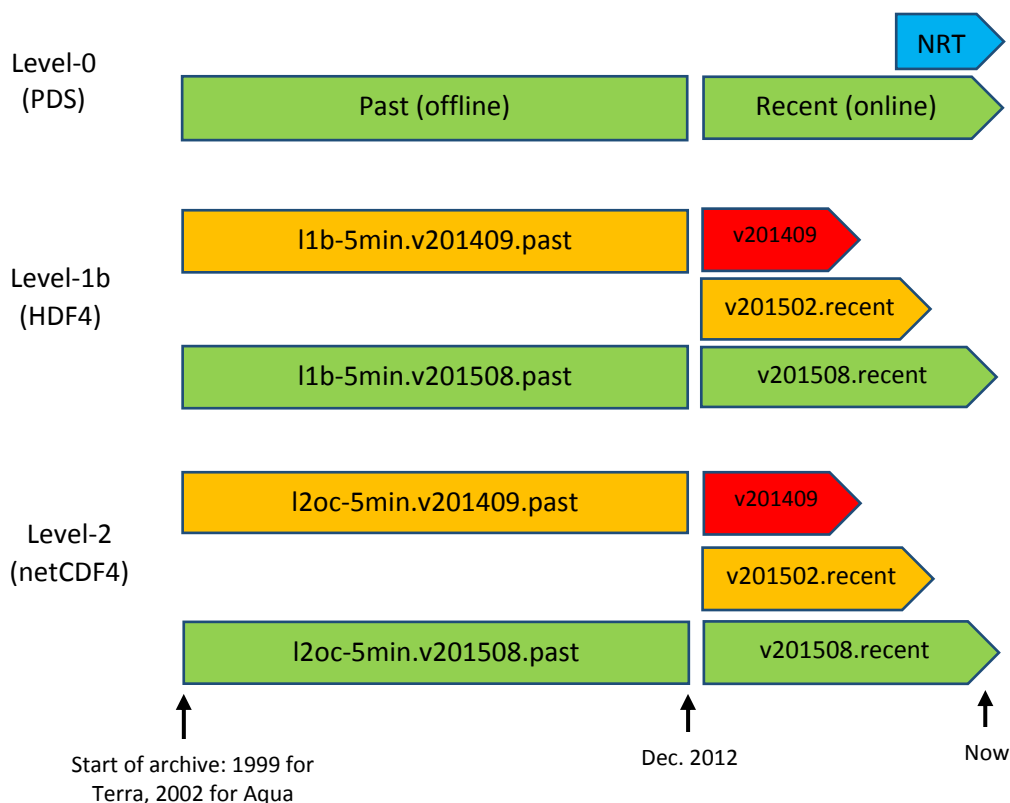 NRT
Level-0
(PDS)
Past (offline)
Recent (online)
l1b-5min.v201409.past
v201409
Level-1b
(HDF4)
v201502.recent
l1b-5min.v201508.past
v201508.recent
l2oc-5min.v201409.past
v201409
Level-2
(netCDF4)
v201502.recent
l2oc-5min.v201508.past
v201508.recent
Start of archive: 1999 for
Terra, 2002 for Aqua
Dec. 2012
Now